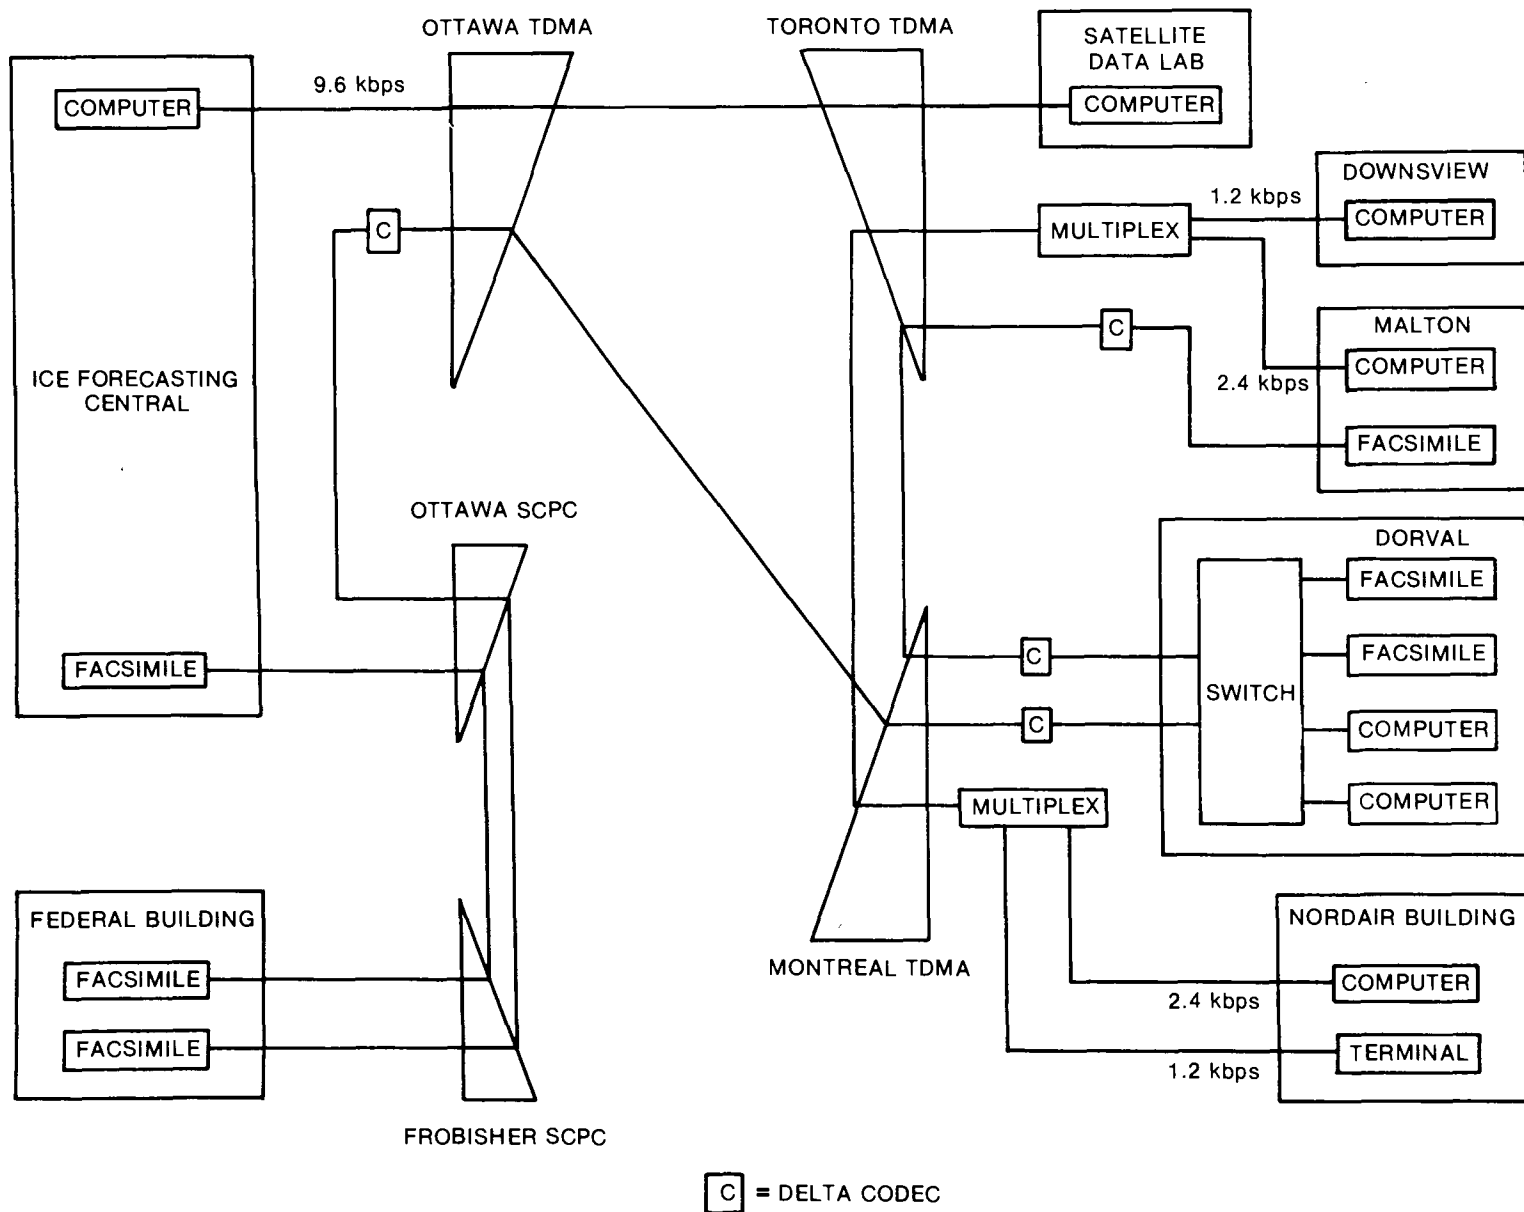 OTTAWA TDMA
TORONTO TDMA
SATELLITE
DATA LAB
COMPUTER
9.6 kbps
COMPUTER
DOWNSVIEW
1.2 kbps
COMPUTER
MULTIPLEX
C
C
MALTON
COMPUTER
2.4 kbps
FACSIMILE
ICE FORECASTING
CENTRAL
OTTAWA SCPC
DORVAL
FACSIMILE
FACSIMILE
C
SWITCH
FACSIMILE
C
COMPUTER
COMPUTER
MULTIPLEX
FEDERAL BUILDING
FACSIMILE
FACSIMILE
NORDAIR BUILDING
MONTREAL TDMA
COMPUTER
2.4 kbps
TERMINAL
1.2 kbps
FROBISHER SCPC
C = DELTA CODEC